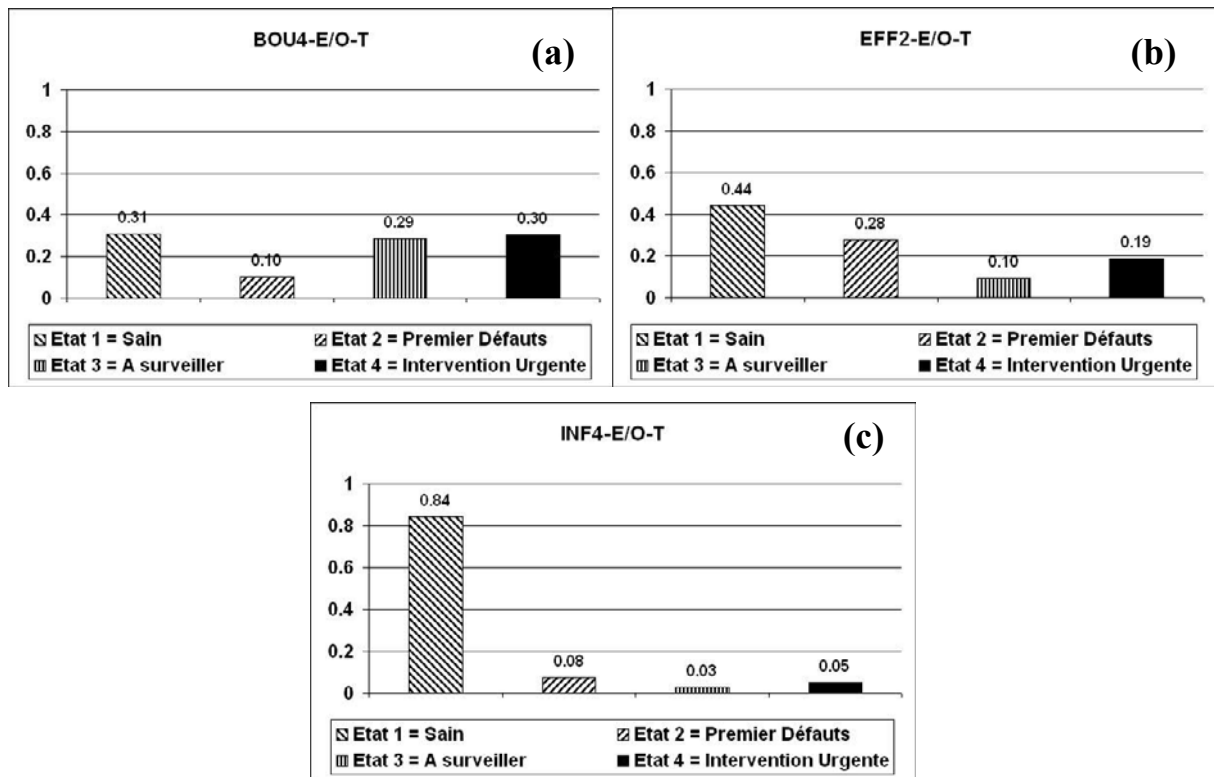 BOU4-E/O-T
(a)
1
0.8
0.6
0.4
0.2
0
0.31
0.10
0.29
0.30
Etat 1 = Sain
Etat 2 = Premier Défauts
Etat 3 = A surveiller
Etat 4 = Intervention Urgente
EFF2-E/O-T
(b)
1
0.8
0.6
0.4
0.2
0
0.44
0.28
0.10
0.19
Etat 1 = Sain
Etat 2 = Premier Défauts
Etat 3 = A surveiller
Etat 4 = Intervention Urgente
INF4-E/O-T
(c)
1
0.8
0.6
0.4
0.2
0
0.84
0.08
0.03
0.05
Etat 1 = Sain
Etat 2 = Premier Défauts
Etat 3 = A surveiller
Etat 4 = Intervention Urgente